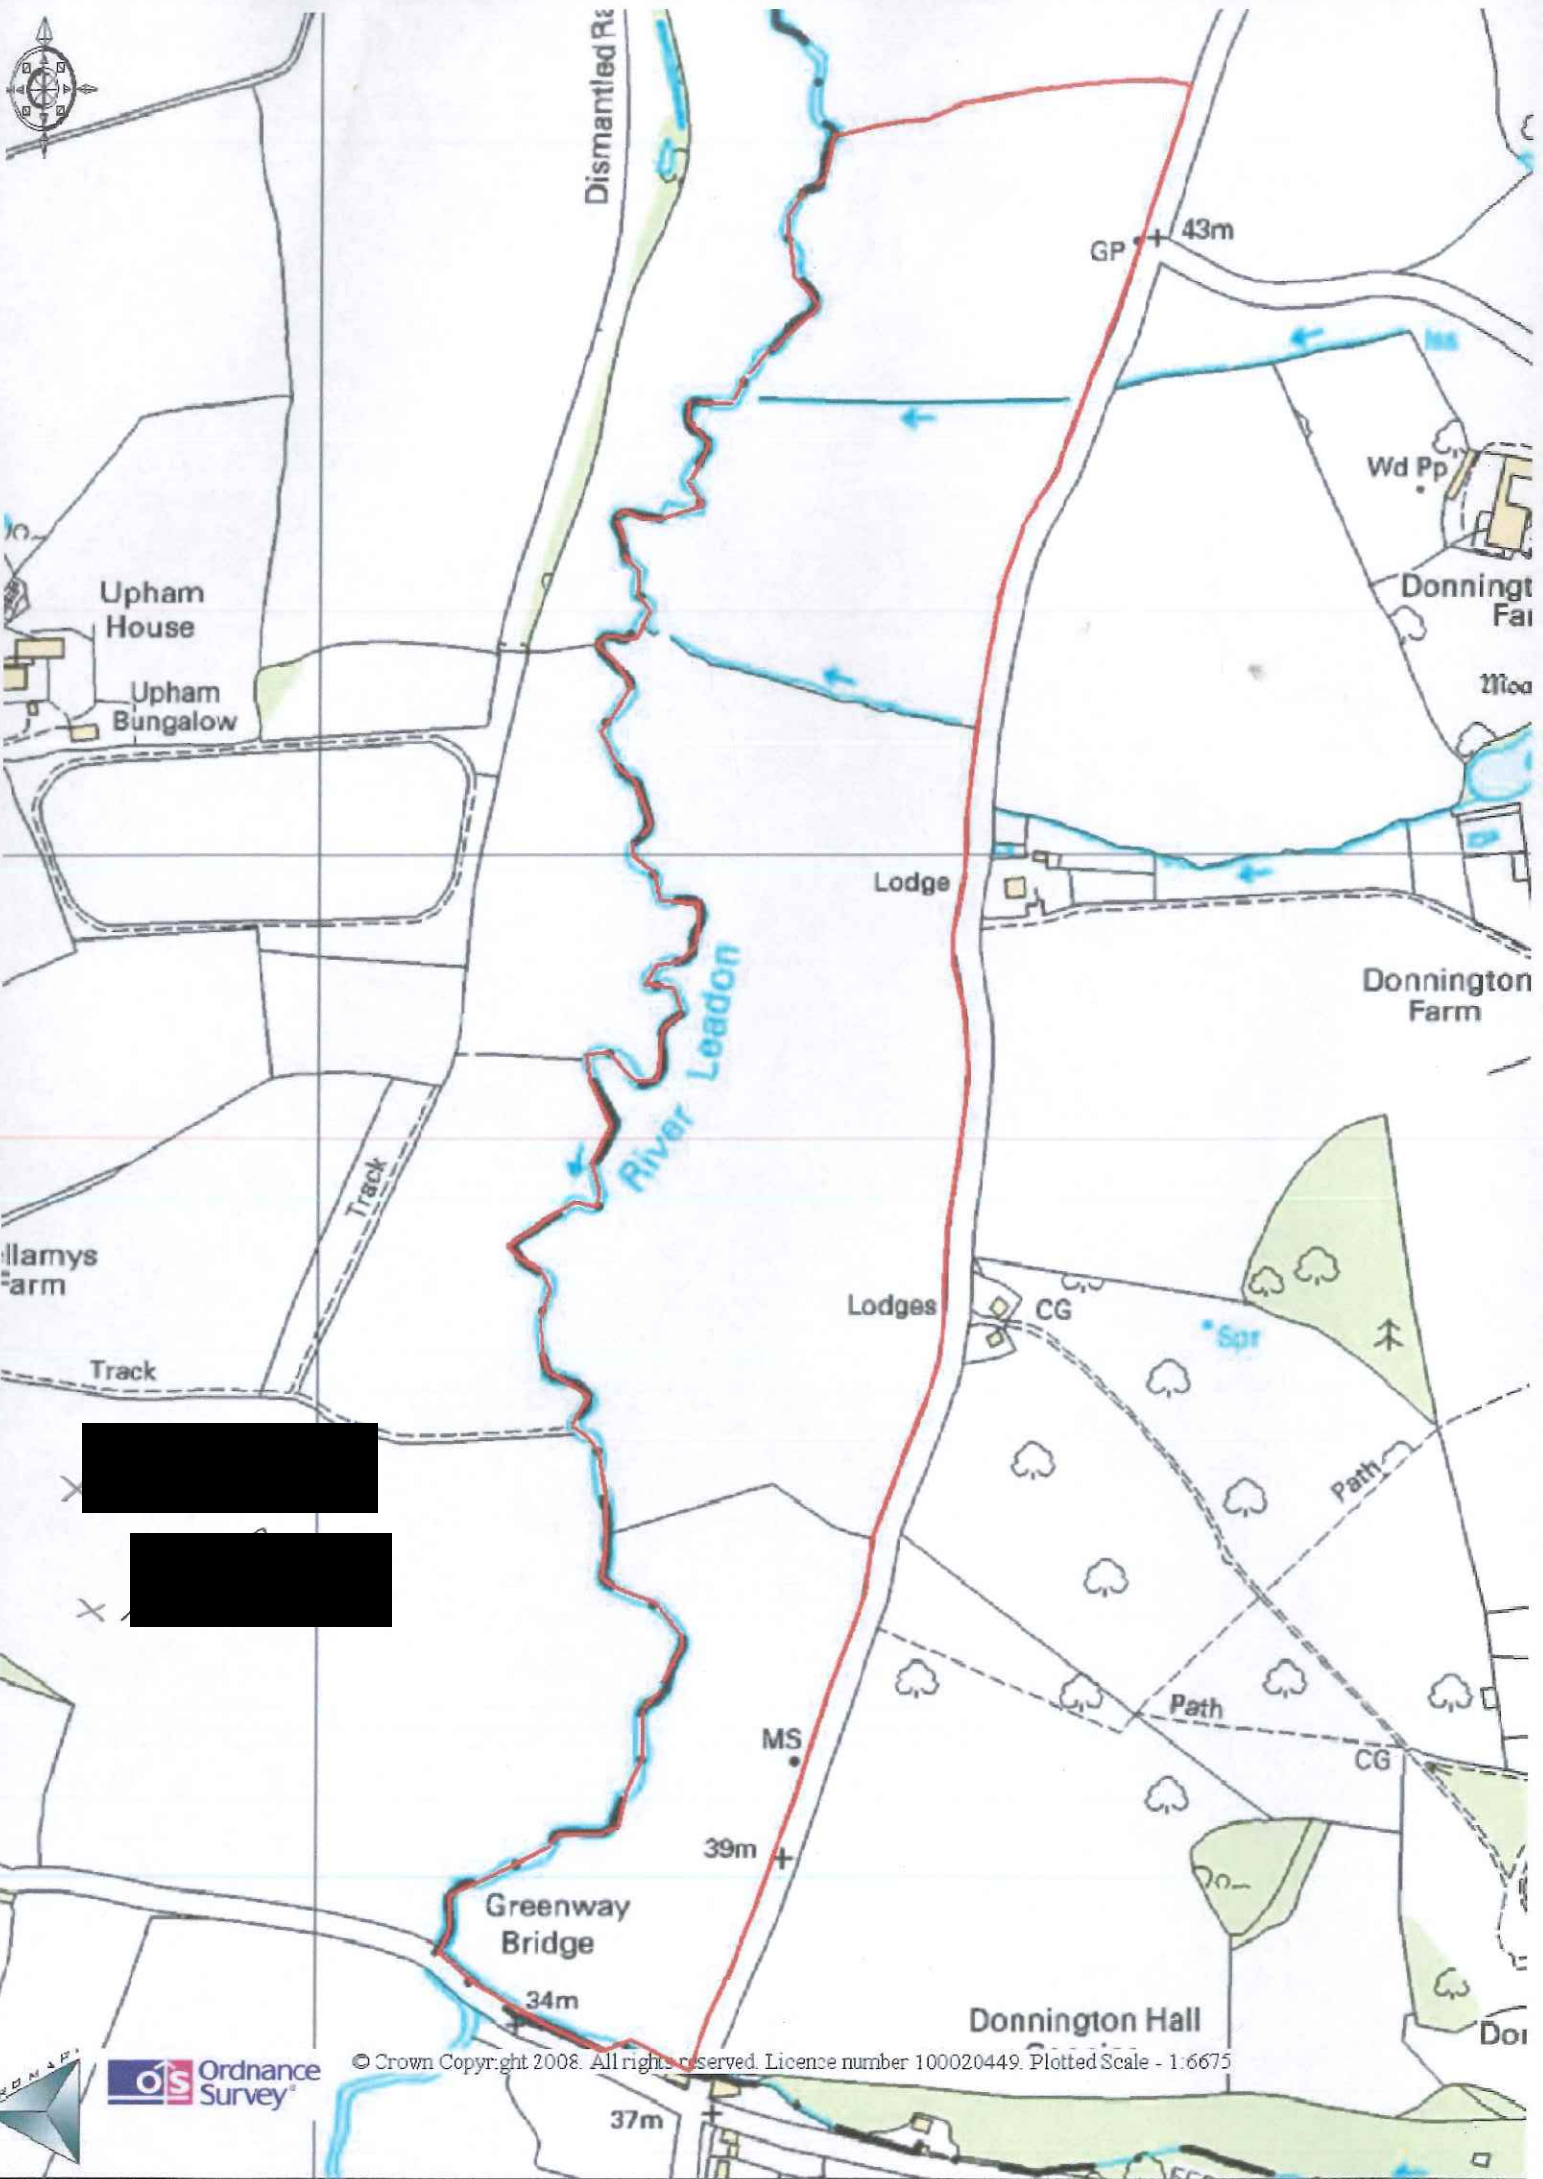 Dismantled Ra
43m
GP
Iss
Wd Pp
Upham
House
Donningt
Fa
Upham
Bungalow
Moa
Lodge
River Leadon
Donnington
Farm
Track
llamys
Farm
Lodges
CG
Spr
Track
Path
Path
MS
CG
39m
Greenway
Bridge
34m
Donnington Hall
Ordnance
Survey
© Crown Copyright 2008. All rights reserved. Licence number 100020449. Plotted Scale - 1:6675
37m